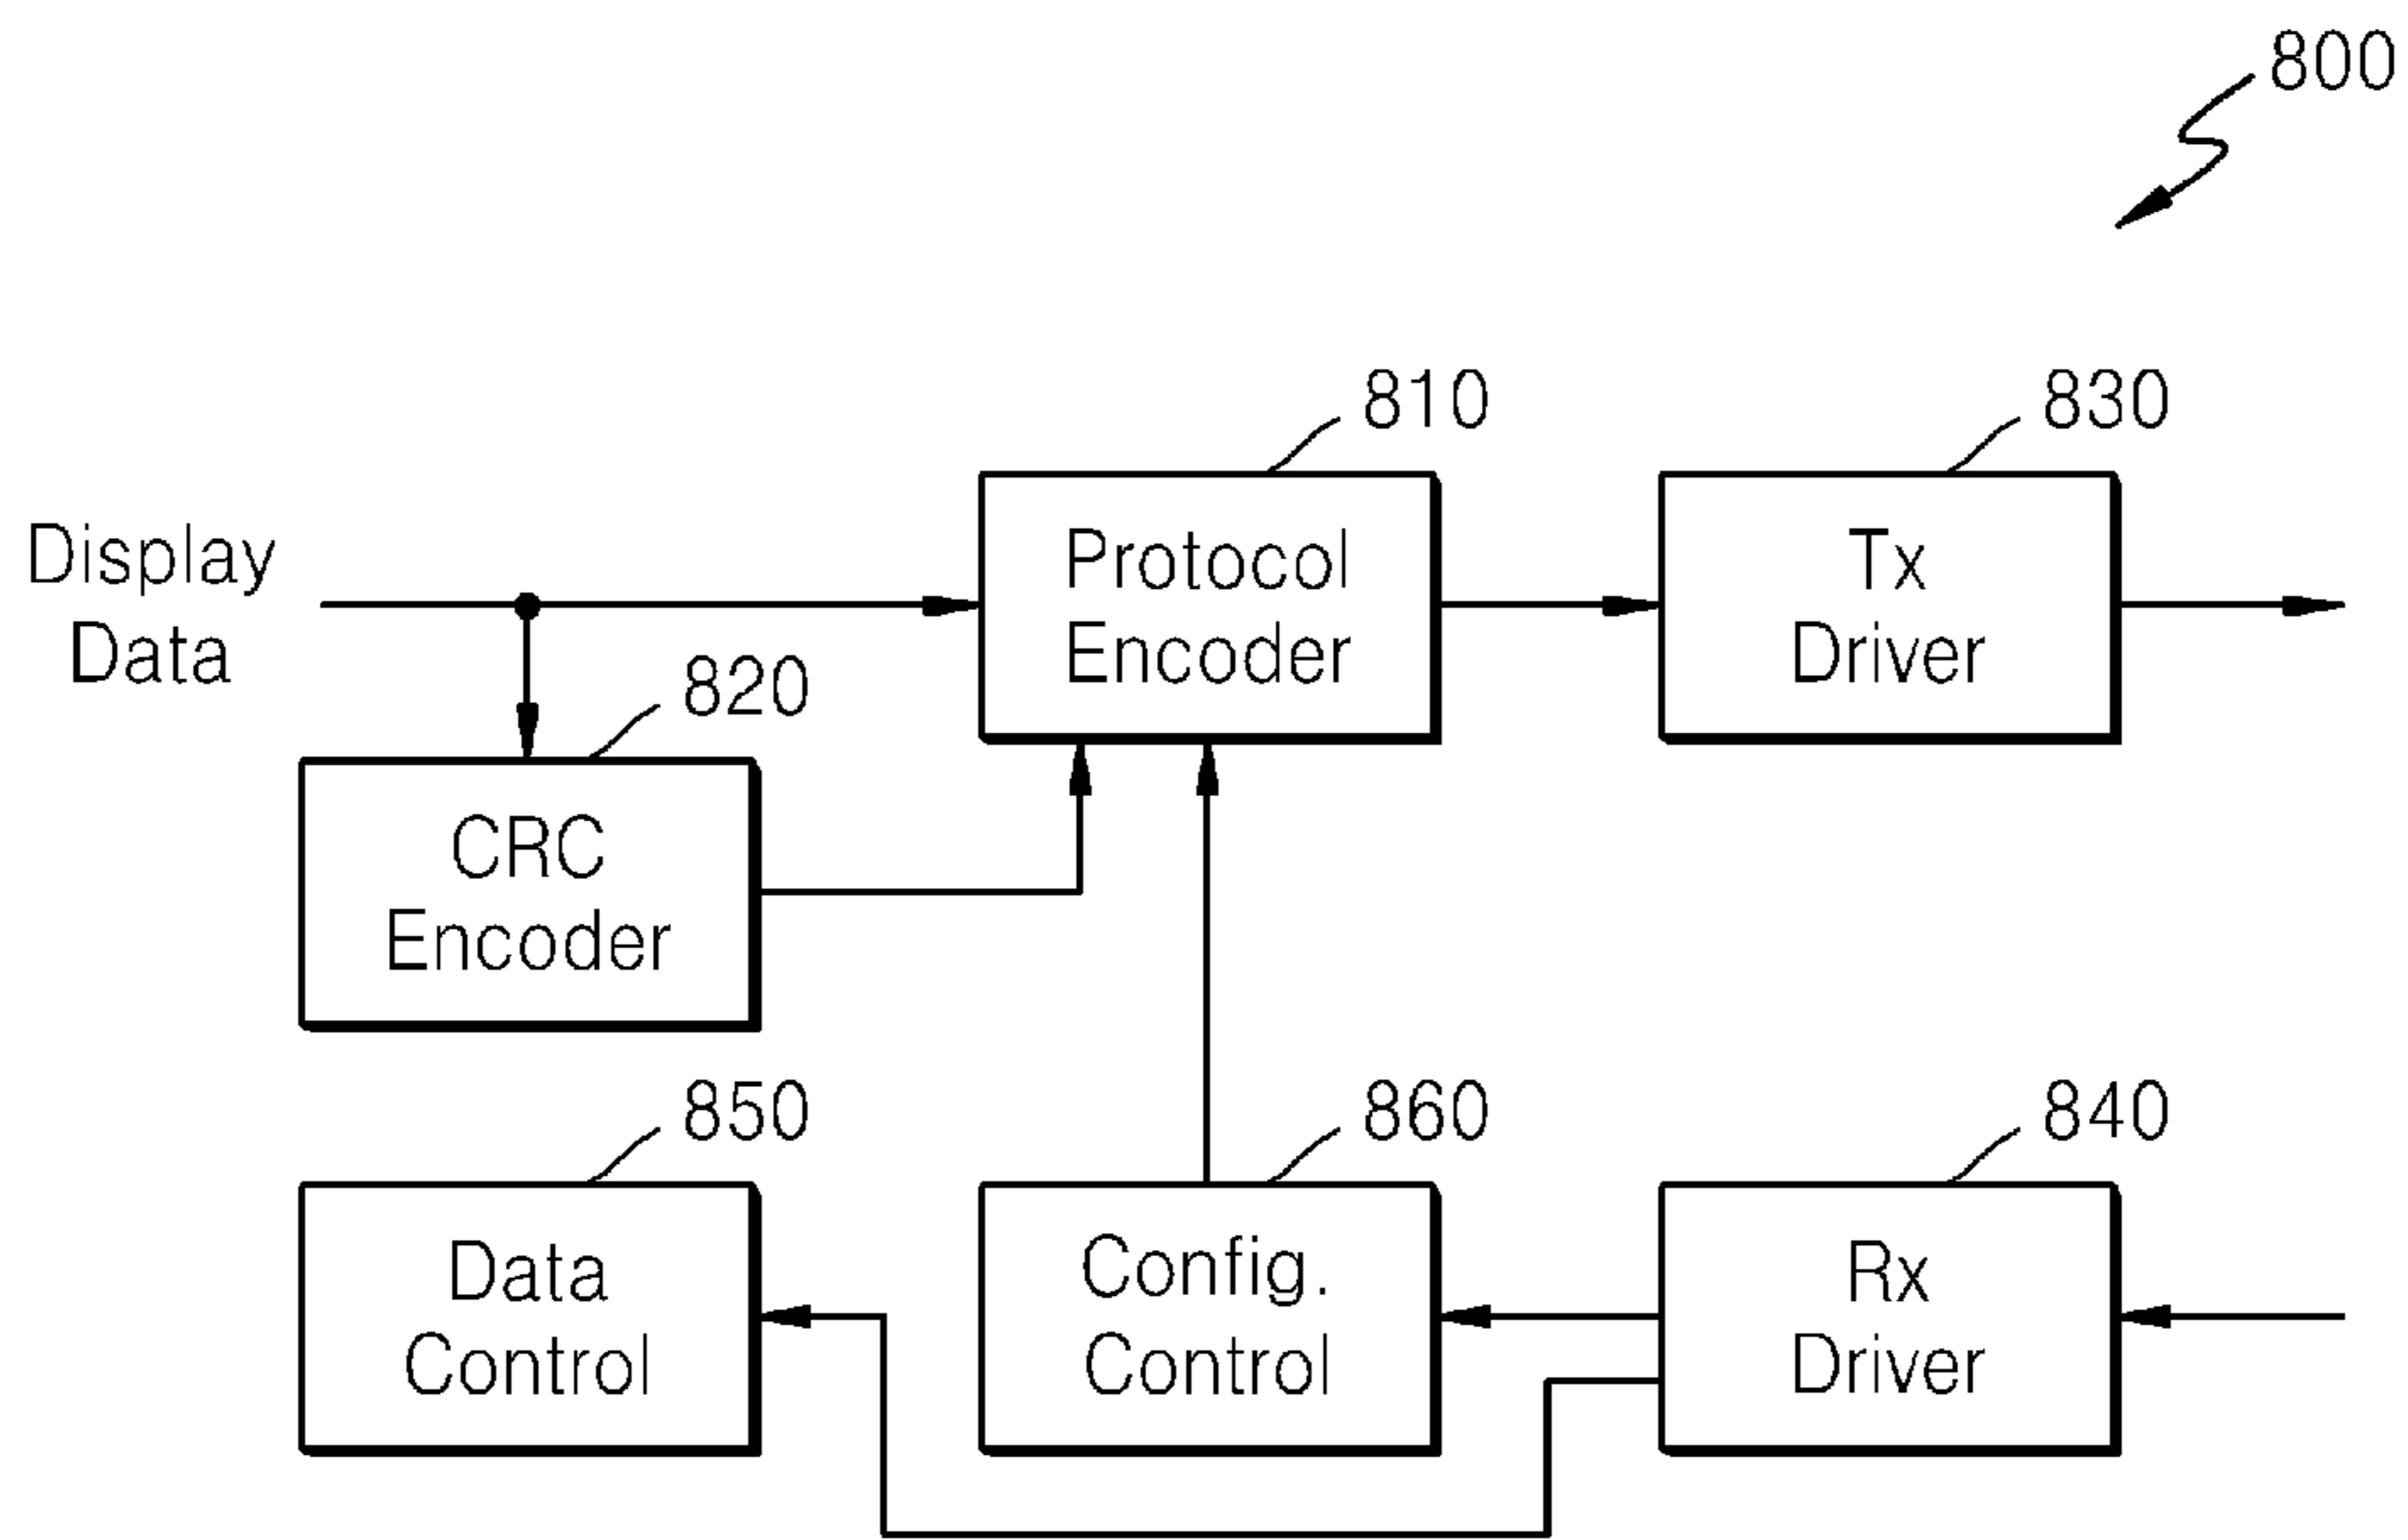 800
810
830
Display
Data
Protocol
Encoder
Tx
Driver
820
CRC
Encoder
850
860
840
Data
Control
Config.
Control
Rx
Driver